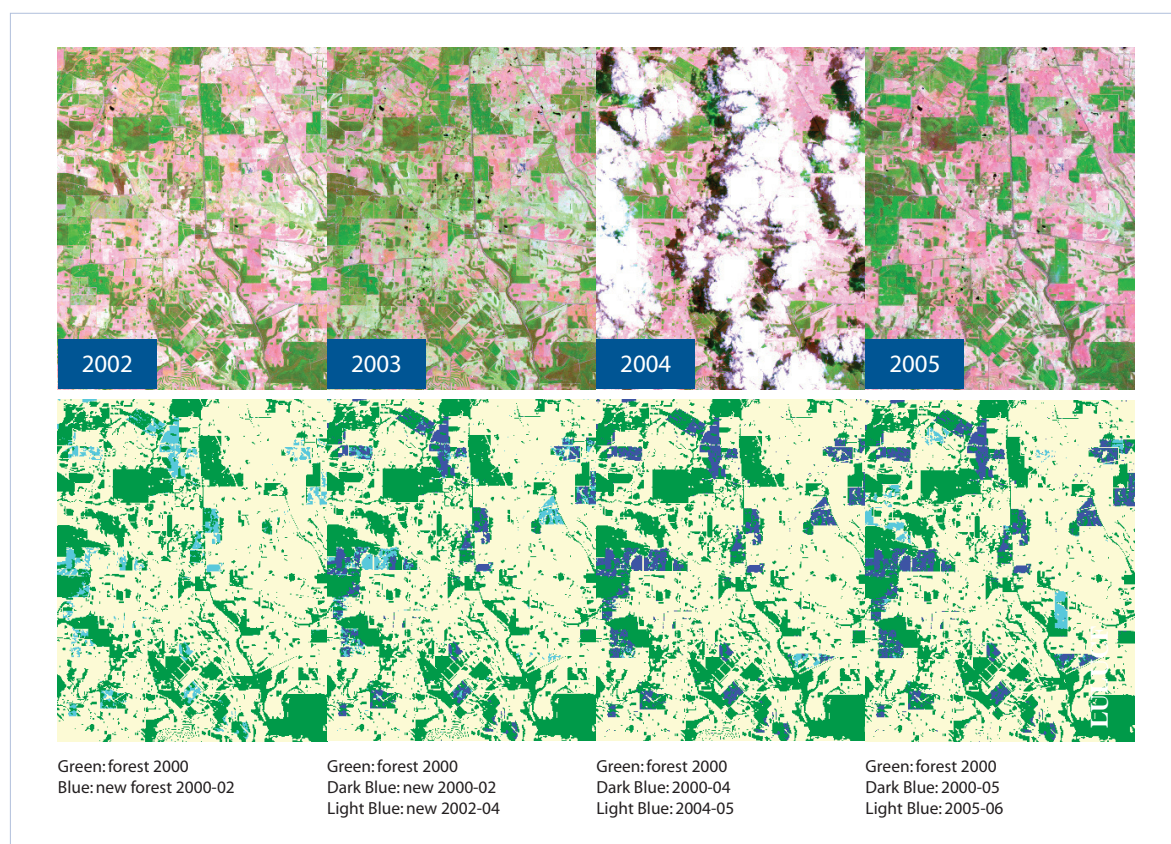 2002
2003
2004
2005
Green: forest 2000
Blue: new forest 2000-02
Green: forest 2000
Dark Blue: new 2000-02
Light Blue: new 2002-04
Green: forest 2000
Dark Blue: 2000-04
Light Blue: 2004-05
Green: forest 2000
Dark Blue: 2000-05
Light Blue: 2005-06